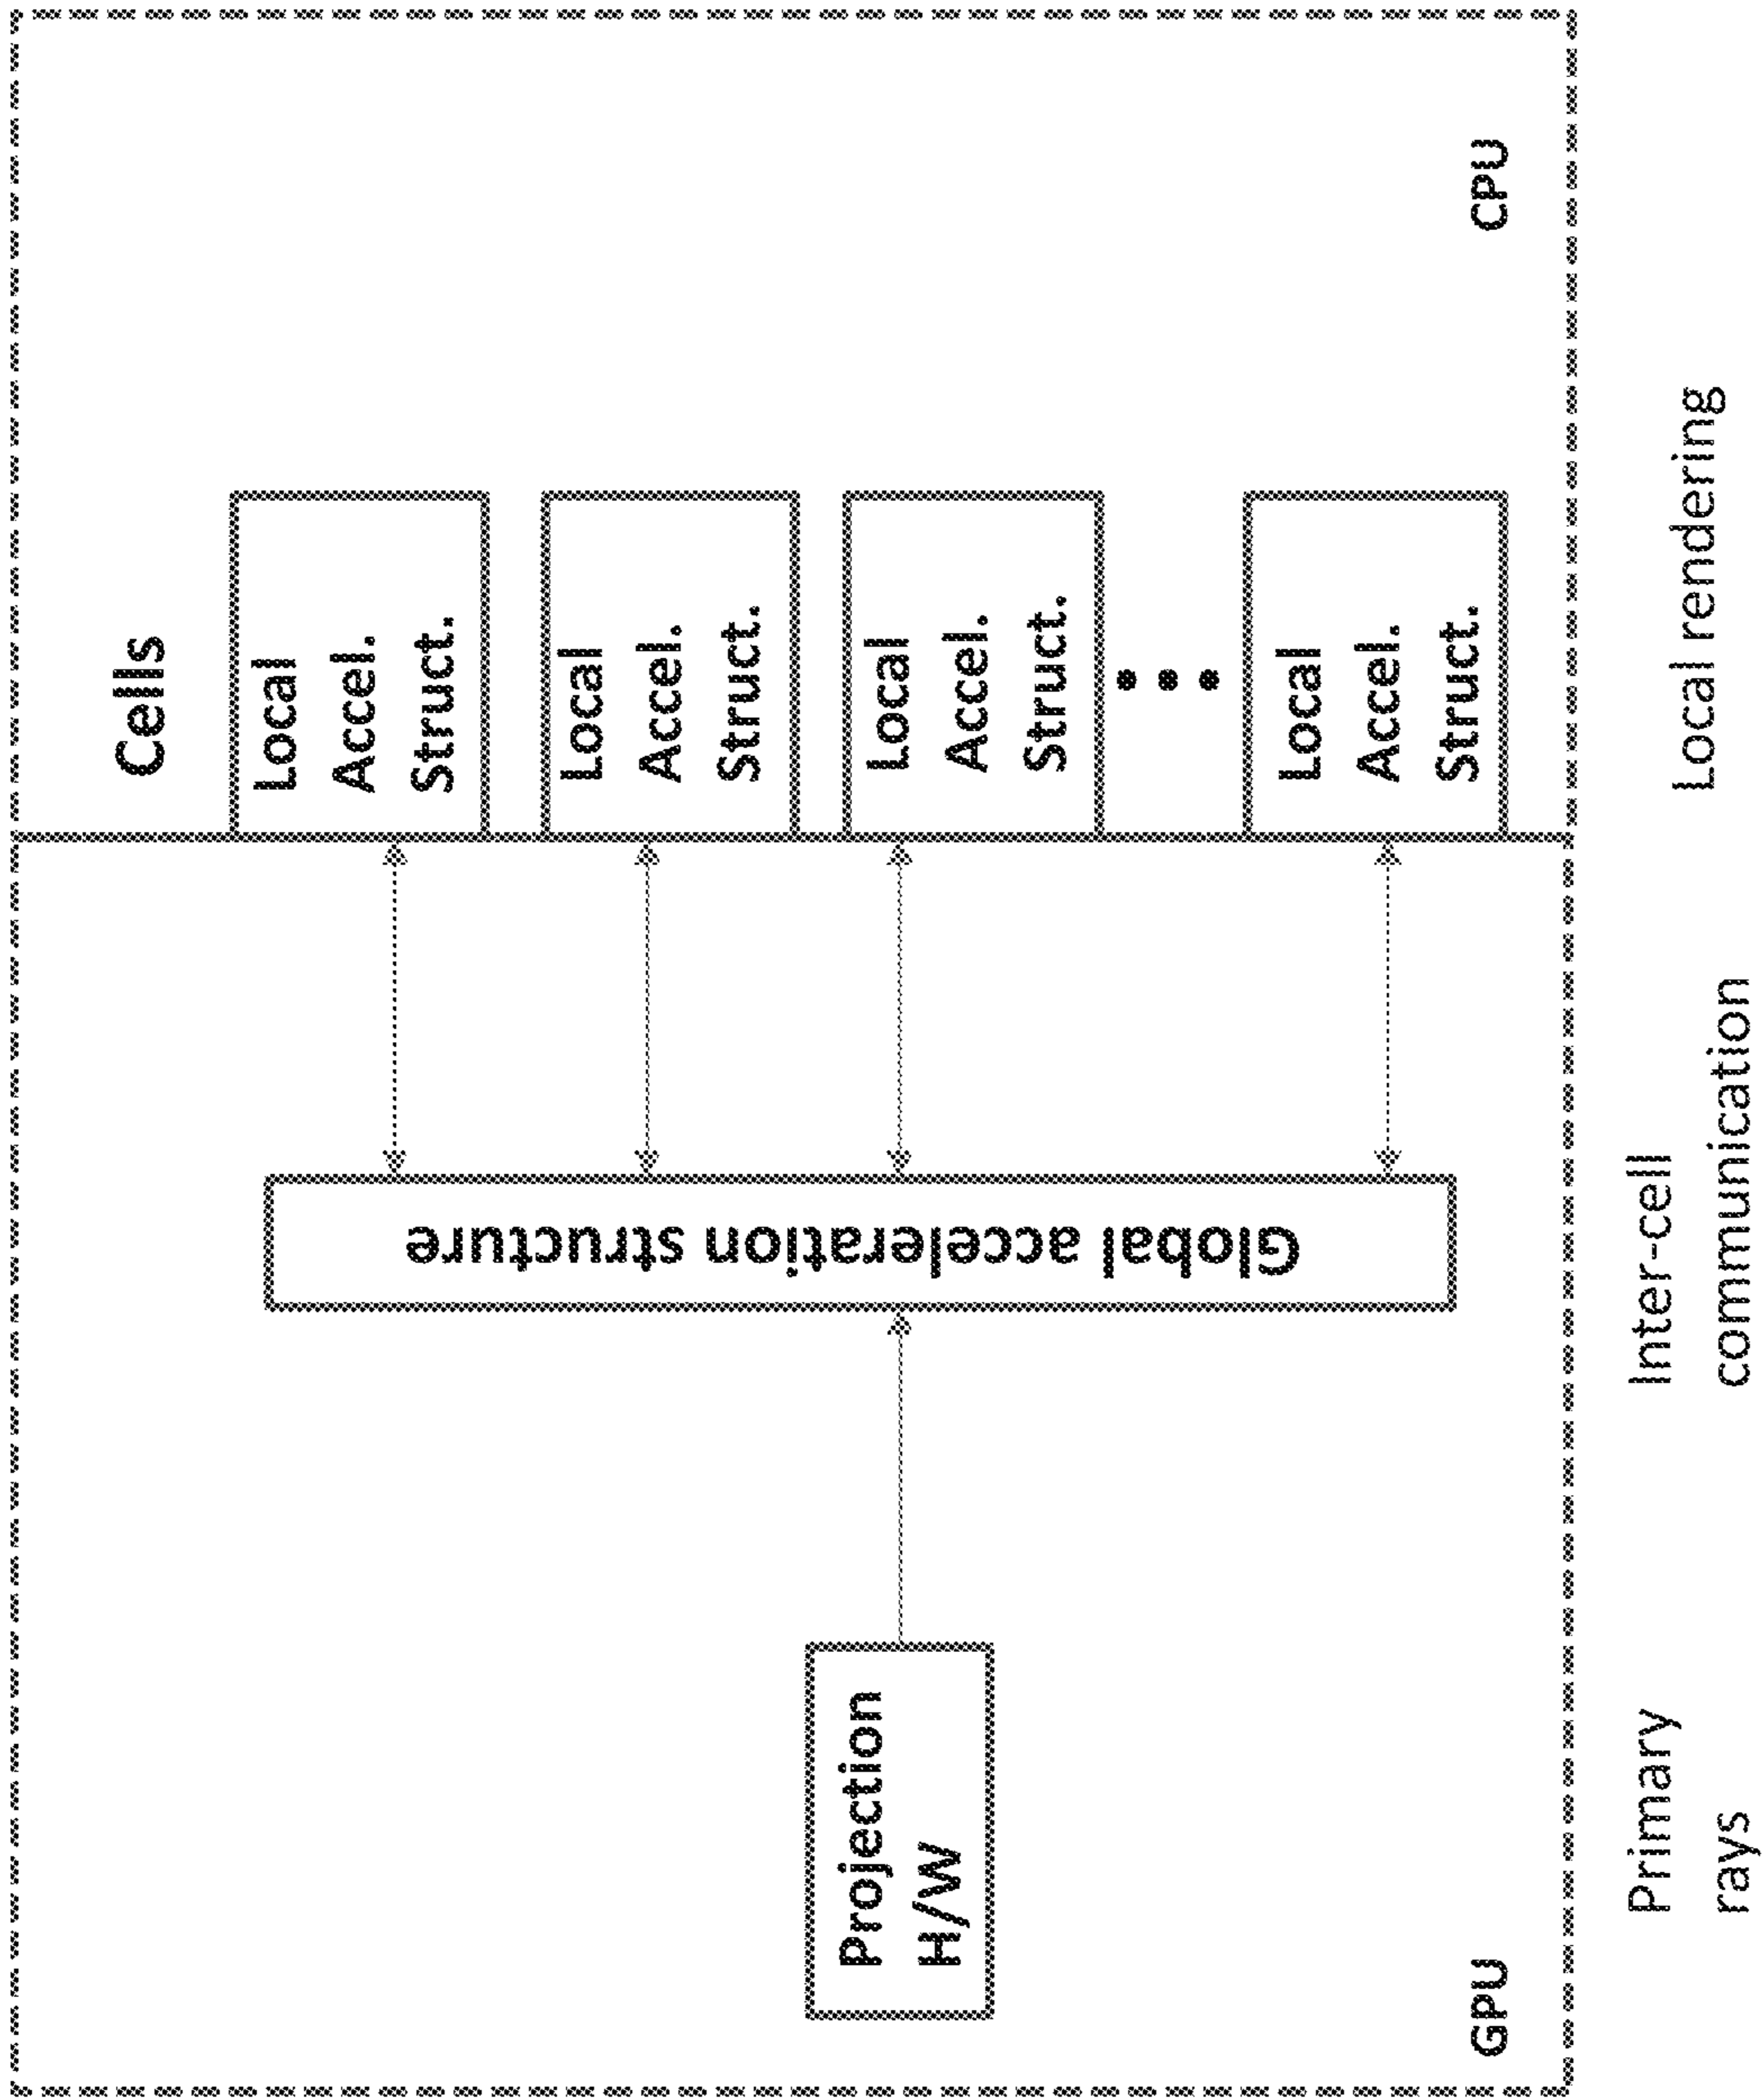 Cells
Local
Accel.
Struct.
Local
Accel.
Struct.
Local
Accel.
Struct.
Local
Accel.
Struct.
Global acceleration structure
Projection
H/W
GPU
CPU
Primary
rays
Inter-cell
communication
Local rendering